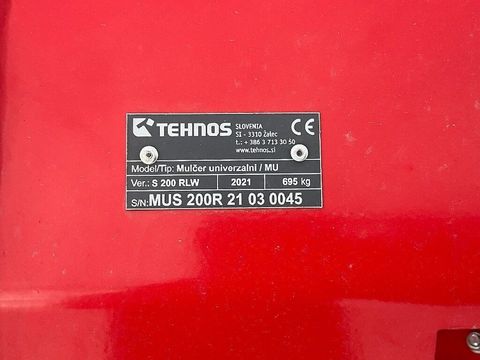 TEHNOS
SLOVENIA
SI - 3310 Žalec
t.: + 386 3 713 30 50
www.tehnos.si
CE
Model/Tip: Mulčer univerzalni / MU
Ver.: S 200 RLW 2021 695 kg
S/N: MUS 200R 21 03 0045